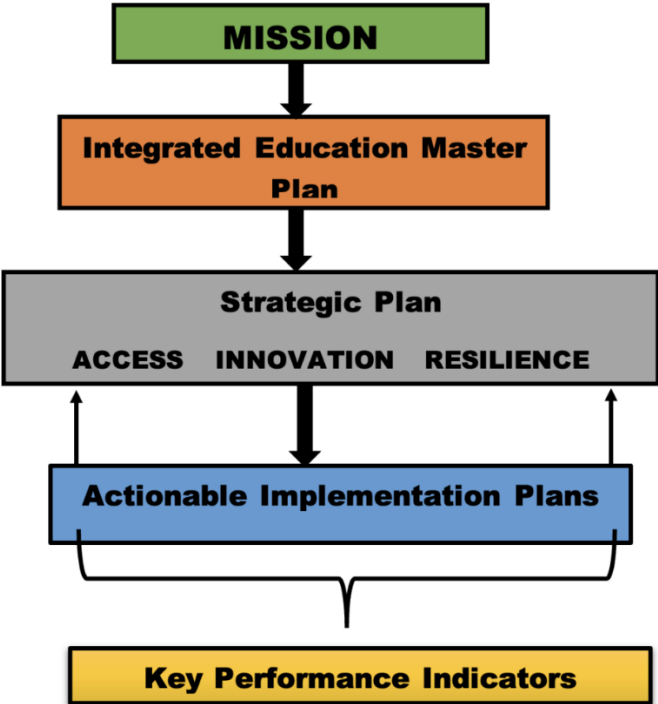 MISSION
Integrated Education Master
Plan
Strategic Plan
ACCESS INNOVATION RESILIENCE
Actionable Implementation Plans
Key Performance Indicators